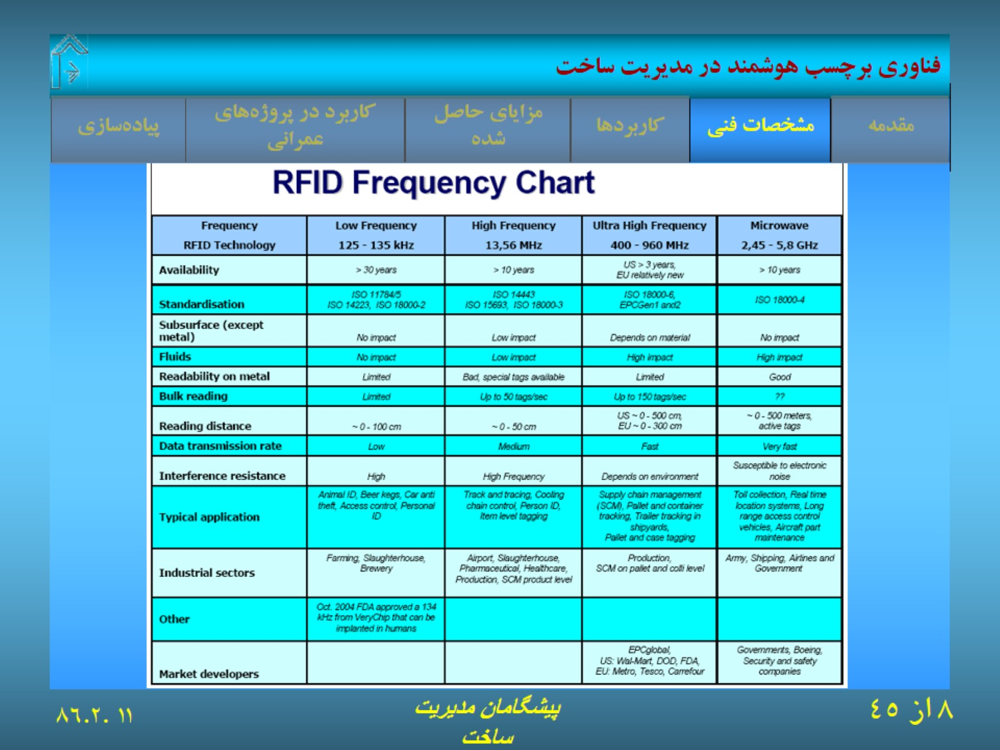 فناوری برچسب هوشمند در مدیریت ساخت
مقدمه
مشخصات فنی
کاربردها
مزایای حاصل
شده
کاربرد در پروژه‌های
عمرانی
پیاده‌سازی
RFID Frequency Chart
Frequency
RFID Technology
Low Frequency
125 - 135 kHz
High Frequency
13,56 MHz
Ultra High Frequency
400 - 960 MHz
Microwave
2,45 - 5,8 GHz
Availability
> 30 years
> 10 years
US > 3 years,
EU relatively new
> 10 years
Standardisation
ISO 11784/5
ISO 14223, ISO 18000-2
ISO 14443
ISO 15693, ISO 18000-3
ISO 18000-6,
EPCGen1 and2
ISO 18000-4
Subsurface (except
metal)
No impact
Low impact
Depends on material
No impact
Fluids
No impact
Low impact
High impact
High impact
Readability on metal
Limited
Bad, special tags available
Limited
Good
Bulk reading
Limited
Up to 50 tags/sec
Up to 150 tags/sec
??
Reading distance
~ 0 - 100 cm
~ 0 - 50 cm
US ~ 0 - 500 cm,
EU ~ 0 - 300 cm
~ 0 - 500 meters,
active tags
Data transmission rate
Low
Medium
Fast
Very fast
Interference resistance
High
High Frequency
Depends on environment
Susceptible to electronic
noise
Typical application
Animal ID, Beer kegs, Car anti
theft, Access control, Personal
ID
Track and tracing, Cooling
chain control, Person ID,
Item level tagging
Supply chain management
(SCM), Pallet and container
tracking, Trailer tracking in
shipyards,
Pallet and case tagging
Toll collection, Real time
location systems, Long
range access control
vehicles, Aircraft part
maintenance
Industrial sectors
Farming, Slaughterhouse,
Brewery
Airport, Slaughterhouse,
Pharmaceutical, Healthcare,
Production, SCM product level
Production,
SCM on pallet and colli level
Army, Shipping, Airlines and
Government
Other
Oct. 2004 FDA approved a 134
kHz from VeryChip that can be
implanted in humans
Market developers
EPCglobal,
US: Wal-Mart, DOD, FDA,
EU: Metro, Tesco, Carrefour
Governments, Boeing,
Security and safety
companies
۸ از ٤٥
پیشگامان مدیریت
ساخت
۸٦.۲. ۱۱